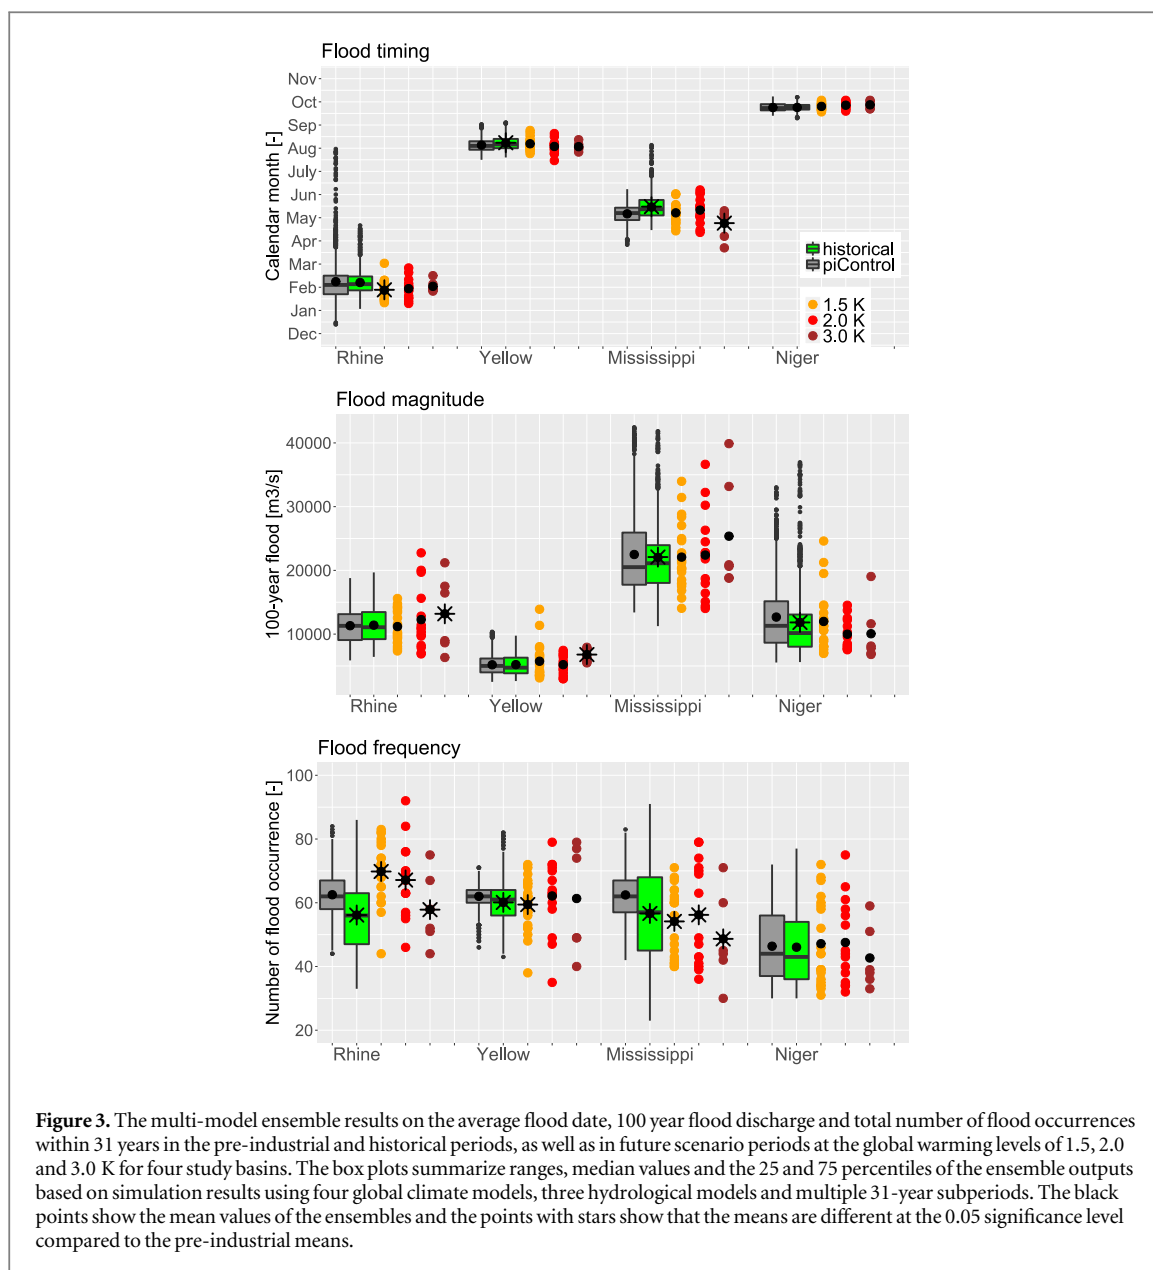 Flood timing
Calendar month [-]
Nov
Oct
Sep
Aug
July
Jun
May
Apr
Mar
Feb
Jan
Dec
historical
piControl
1.5 K
2.0 K
3.0 K
Rhine Yellow Mississippi Niger
Flood magnitude
100-year flood [m3/s]
40000
30000
20000
10000
Rhine Yellow Mississippi Niger
Flood frequency
Number of flood occurrence [-]
100
80
60
40
20
Rhine Yellow Mississippi Niger
Figure 3. The multi-model ensemble results on the average flood date, 100 year flood discharge and total number of flood occurrences
within 31 years in the pre-industrial and historical periods, as well as in future scenario periods at the global warming levels of 1.5, 2.0
and 3.0 K for four study basins. The box plots summarize ranges, median values and the 25 and 75 percentiles of the ensemble outputs
based on simulation results using four global climate models, three hydrological models and multiple 31-year subperiods. The black
points show the mean values of the ensembles and the points with stars show that the means are different at the 0.05 significance level
compared to the pre-industrial means.